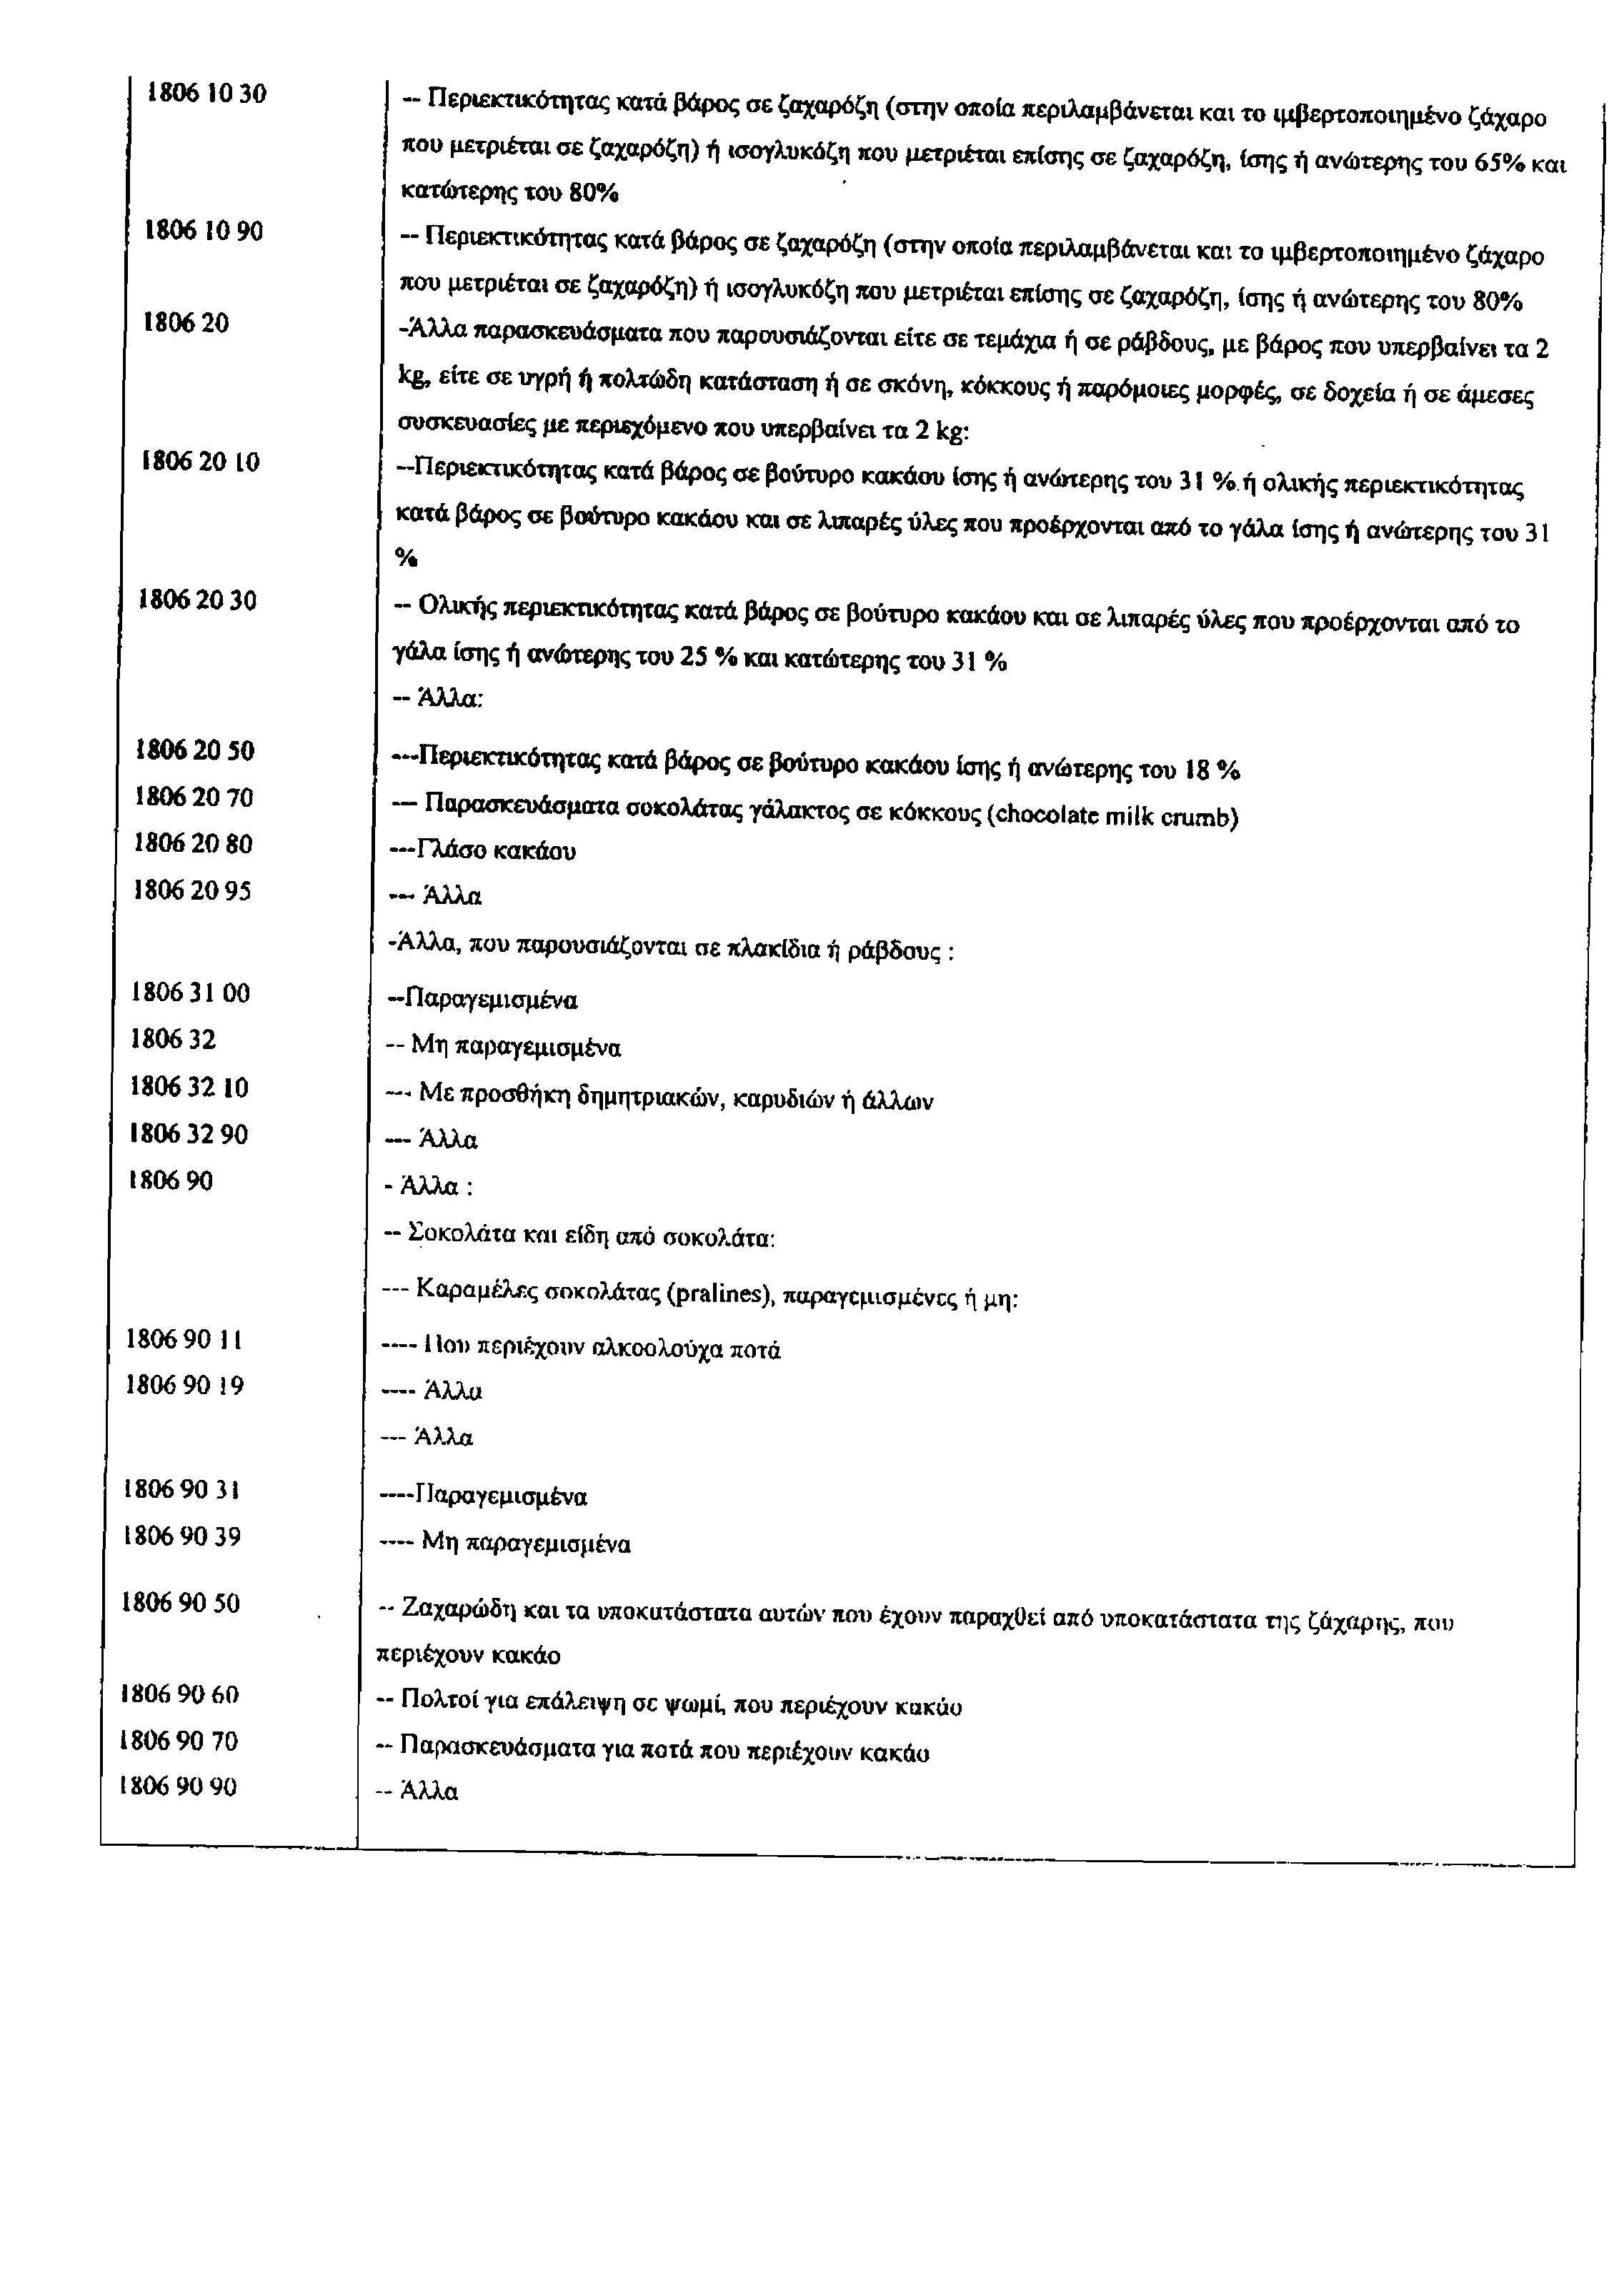 1806 10 30 -- Περιεκτικότητας κατά βάρος σε ζαχαρόζη (στην οποία περιλαμβάνεται και το ιμβερτοποιημένο ζάχαρο
που μετριέται σε ζαχαρόζη) ή ισογλυκόζη που μετριέται επίσης σε ζαχαρόζη, ίσης ή ανώτερης του 65% και
κατώτερης του 80%
1806 10 90 -- Περιεκτικότητας κατά βάρος σε ζαχαρόζη (στην οποία περιλαμβάνεται και το ιμβερτοποιημένο ζάχαρο
που μετριέται σε ζαχαρόζη) ή ισογλυκόζη που μετριέται επίσης σε ζαχαρόζη, ίσης ή ανώτερης του 80%
1806 20 -Άλλα παρασκευάσματα που παρουσιάζονται είτε σε τεμάχια ή σε ράβδους, με βάρος που υπερβαίνει τα 2
kg, είτε σε υγρή ή πολτώδη κατάσταση ή σε σκόνη, κόκκους ή παρόμοιες μορφές, σε δοχεία ή σε άμεσες
συσκευασίες με περιεχόμενο που υπερβαίνει τα 2 kg:
1806 20 10 --Περιεκτικότητας κατά βάρος σε βούτυρο κακάου ίσης ή ανώτερης του 31 % ή ολικής περιεκτικότητας
κατά βάρος σε βούτυρο κακάου και σε λιπαρές ύλες που προέρχονται από το γάλα ίσης ή ανώτερης του 31
%
1806 20 30 -- Ολικής περιεκτικότητας κατά βάρος σε βούτυρο κακάου και σε λιπαρές ύλες που προέρχονται από το
γάλα ίσης ή ανώτερης του 25 % και κατώτερης του 31 %
-- Άλλα:
1806 20 50 ---Περιεκτικότητας κατά βάρος σε βούτυρο κακάου ίσης ή ανώτερης του 18 %
1806 20 70 --- Παρασκευάσματα σοκολάτας γάλακτος σε κόκκους (chocolate milk crumb)
1806 20 80 ---Γλάσο κακάου
1806 20 95 --- Άλλα
-Άλλα, που παρουσιάζονται σε πλακίδια ή ράβδους :
1806 31 00 --Παραγεμισμένα
1806 32 -- Μη παραγεμισμένα
1806 32 10 --- Με προσθήκη δημητριακών, καρυδιών ή άλλων
1806 32 90 --- Άλλα
1806 90 - Άλλα :
-- Σοκολάτα και είδη από σοκολάτα:
--- Καραμέλες σοκολάτας (pralines), παραγεμισμένες ή μη:
1806 90 11 ---- Που περιέχουν αλκοολούχα ποτά
1806 90 19 ---- Άλλα
--- Άλλα
1806 90 31 ----Παραγεμισμένα
1806 90 39 ---- Μη παραγεμισμένα
1806 90 50 -- Ζαχαρώδη και τα υποκατάστατα αυτών που έχουν παραχθεί από υποκατάστατα της ζάχαρης, που
περιέχουν κακάο
1806 90 60 -- Πολτοί για επάλειψη σε ψωμί, που περιέχουν κακάο
1806 90 70 -- Παρασκευάσματα για ποτά που περιέχουν κακάο
1806 90 90 -- Άλλα